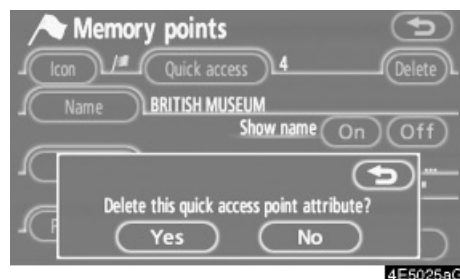 Memory points
Icon Quick access 4 Delete
Name BRITISH MUSEUM
Show name On Off
...
Delete this quick access point attribute?
Yes No
4E5025aG